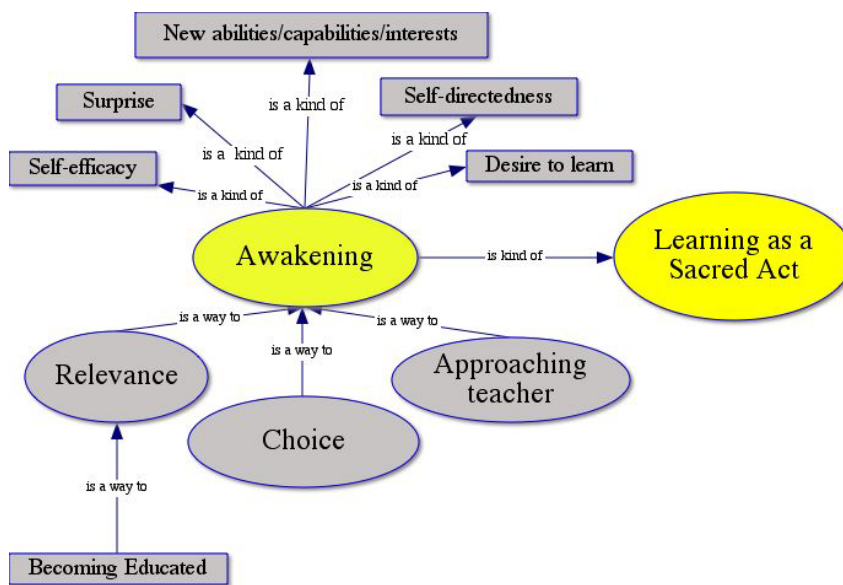 New abilities/capabilities/interests
Surprise
Self-directedness
is a kind of
is a kind of
is a kind of
Self-efficacy
Desire to learn
is a kind of
is a kind of
Awakening
is kind of
Learning as a
Sacred Act
is a way to
is a way to
is a way to
Relevance
Approaching
teacher
Choice
is a way to
Becoming Educated